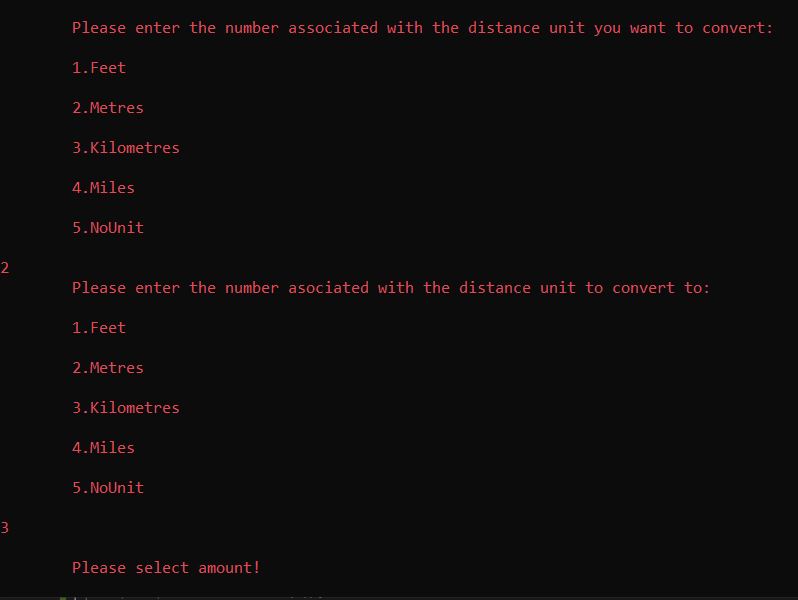 Please enter the number associated with the distance unit you want to convert:
1.Feet
2.Metres
3.Kilometres
4.Miles
5.NoUnit
2
Please enter the number asociated with the distance unit to convert to:
1.Feet
2.Metres
3.Kilometres
4.Miles
5.NoUnit
3
Please select amount!